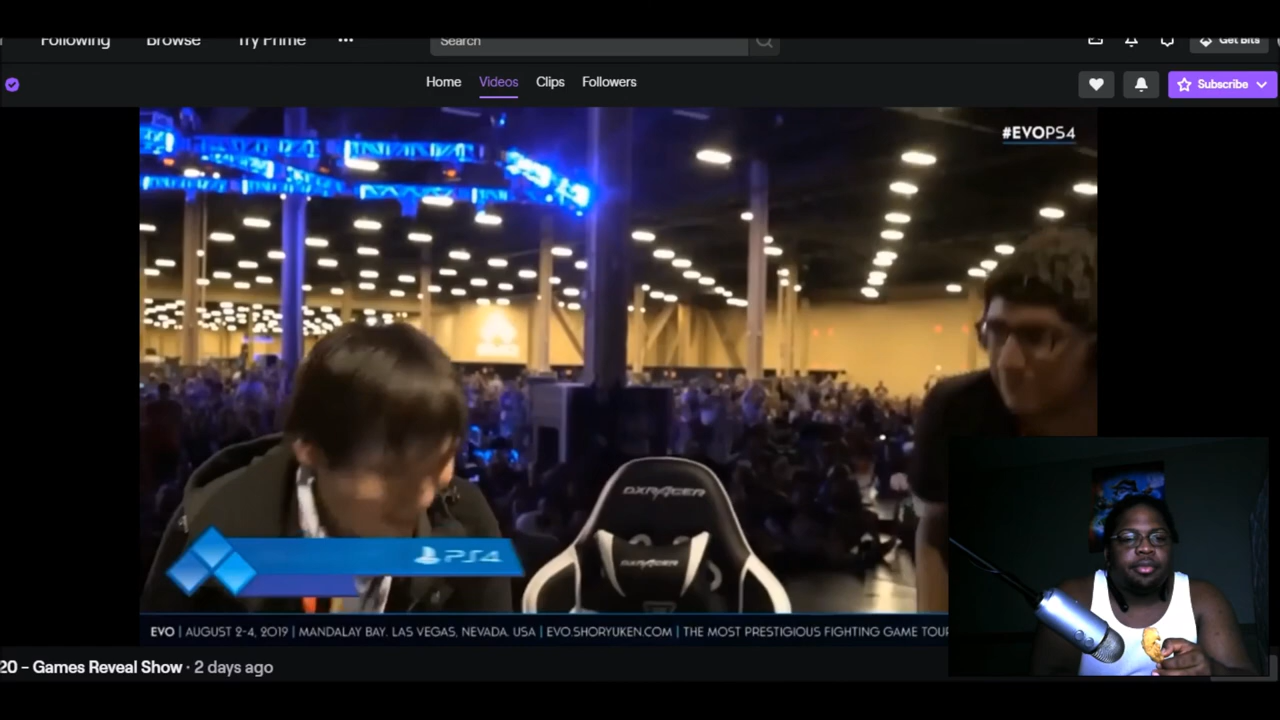 Following Browse Try Prime ... Search Get Bits
Home Videos Clips Followers Subscribe
#EVOPS4
DXRACER
DXRACER
PS4
EVO | AUGUST 2-4, 2019 | MANDALAY BAY. LAS VEGAS, NEVADA. USA | EVO.SHORYUKEN.COM | THE MOST PRESTIGIOUS FIGHTING GAME TOUR
20 – Games Reveal Show · 2 days ago